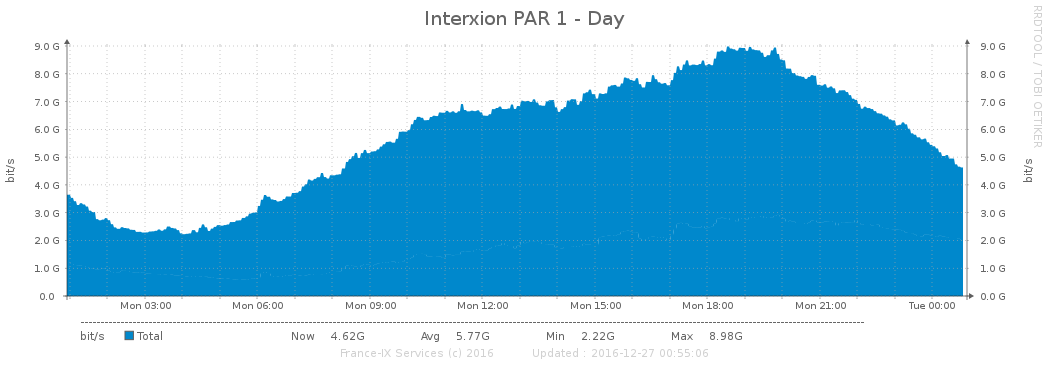 Interxion PAR 1 - Day
RRDTOOL / TOBI OETIKER
bit/s
9.0 G
8.0 G
7.0 G
6.0 G
5.0 G
4.0 G
3.0 G
2.0 G
1.0 G
0.0
9.0 G
8.0 G
7.0 G
6.0 G
5.0 G
4.0 G
3.0 G
2.0 G
1.0 G
0.0 G
bit/s
Mon 03:00 Mon 06:00 Mon 09:00 Mon 12:00 Mon 15:00 Mon 18:00 Mon 21:00 Tue 00:00
bit/s Total Now 4.62G Avg 5.77G Min 2.22G Max 8.98G
France-IX Services (c) 2016 Updated : 2016-12-27 00:55:06